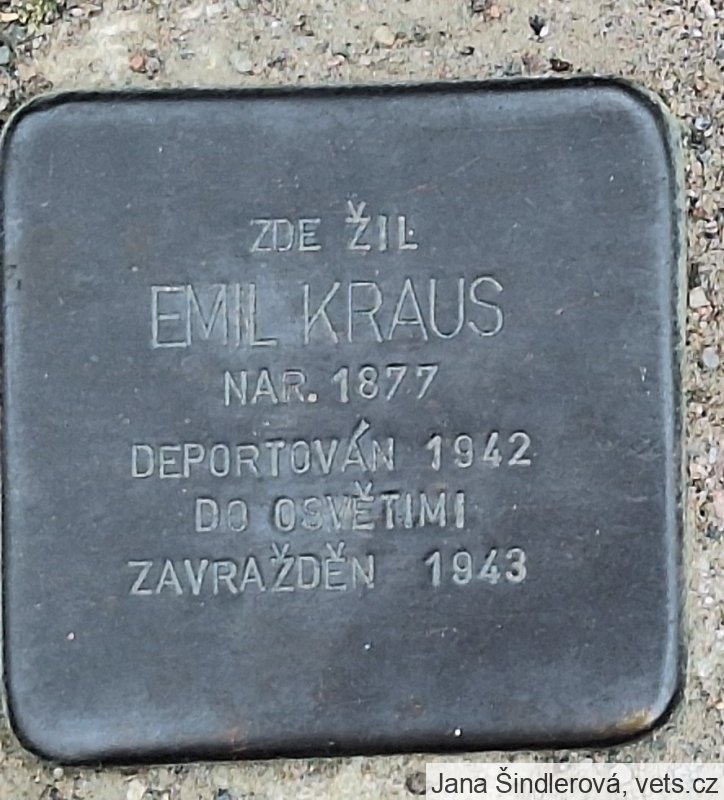 ZDE ŽIL
EMIL KRAUS
NAR. 1877
DEPORTOVÁN 1942
DO OSVĚTIMI
ZAVRAŽDĚN 1943
Jana Šindlerová, vets.cz